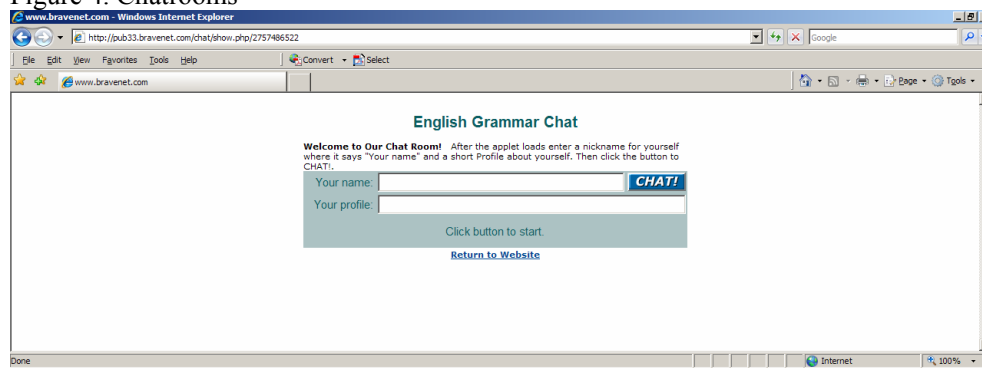 Figure 4. Chatrooms
www.bravenet.com - Windows Internet Explorer
http://pub33.bravenet.com/chat/show.php/2757486522
Google
File Edit View Favorites Tools Help
Convert Select
www.bravenet.com
Page Tools
English Grammar Chat
Welcome to Our Chat Room! After the applet loads enter a nickname for yourself
where it says "Your name" and a short Profile about yourself. Then click the button to
CHAT!.
Your name: CHAT!
Your profile:
Click button to start.
Return to Website
Done Internet 100%